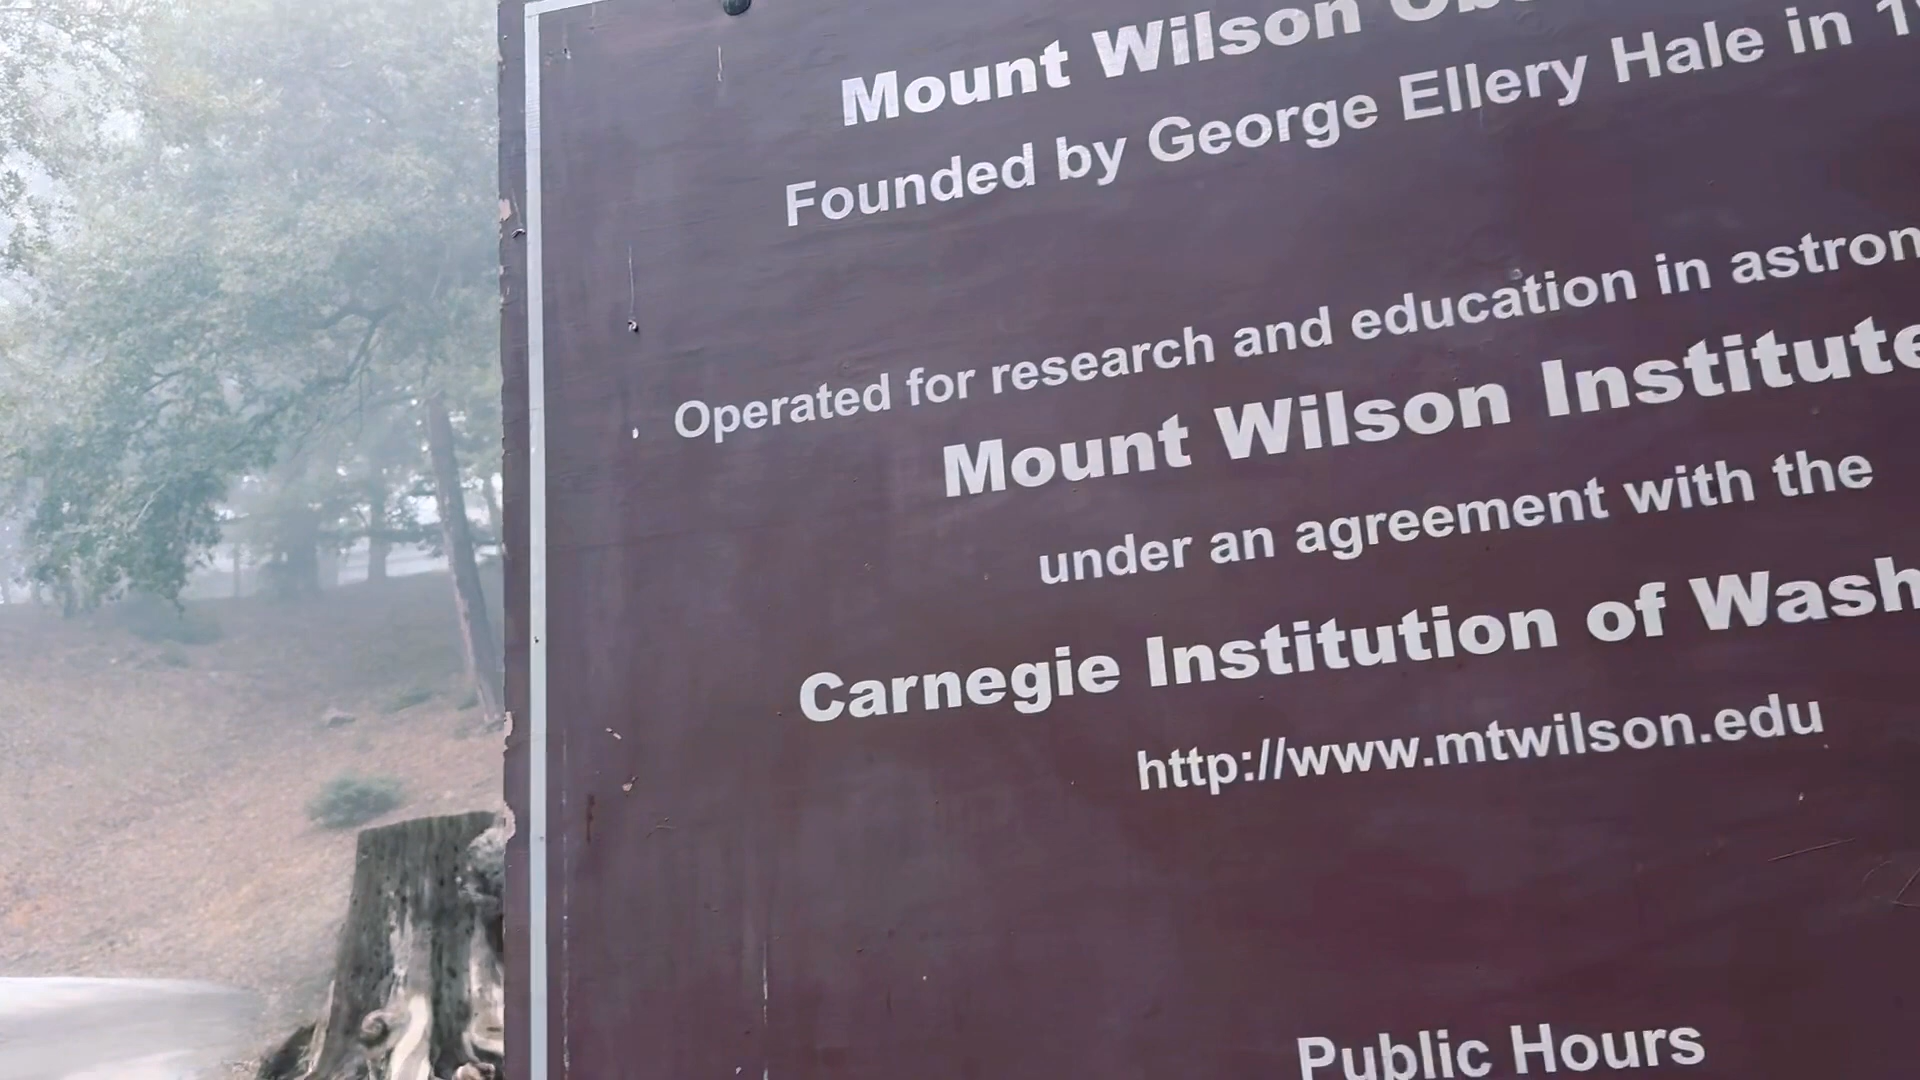 Mount Wilson
Founded by George Ellery Hale in
Operated for research and education in
Mount Wilson Institute
under an agreement with the
Carnegie Institution of
http://www.mtwilson.edu
Public Hours